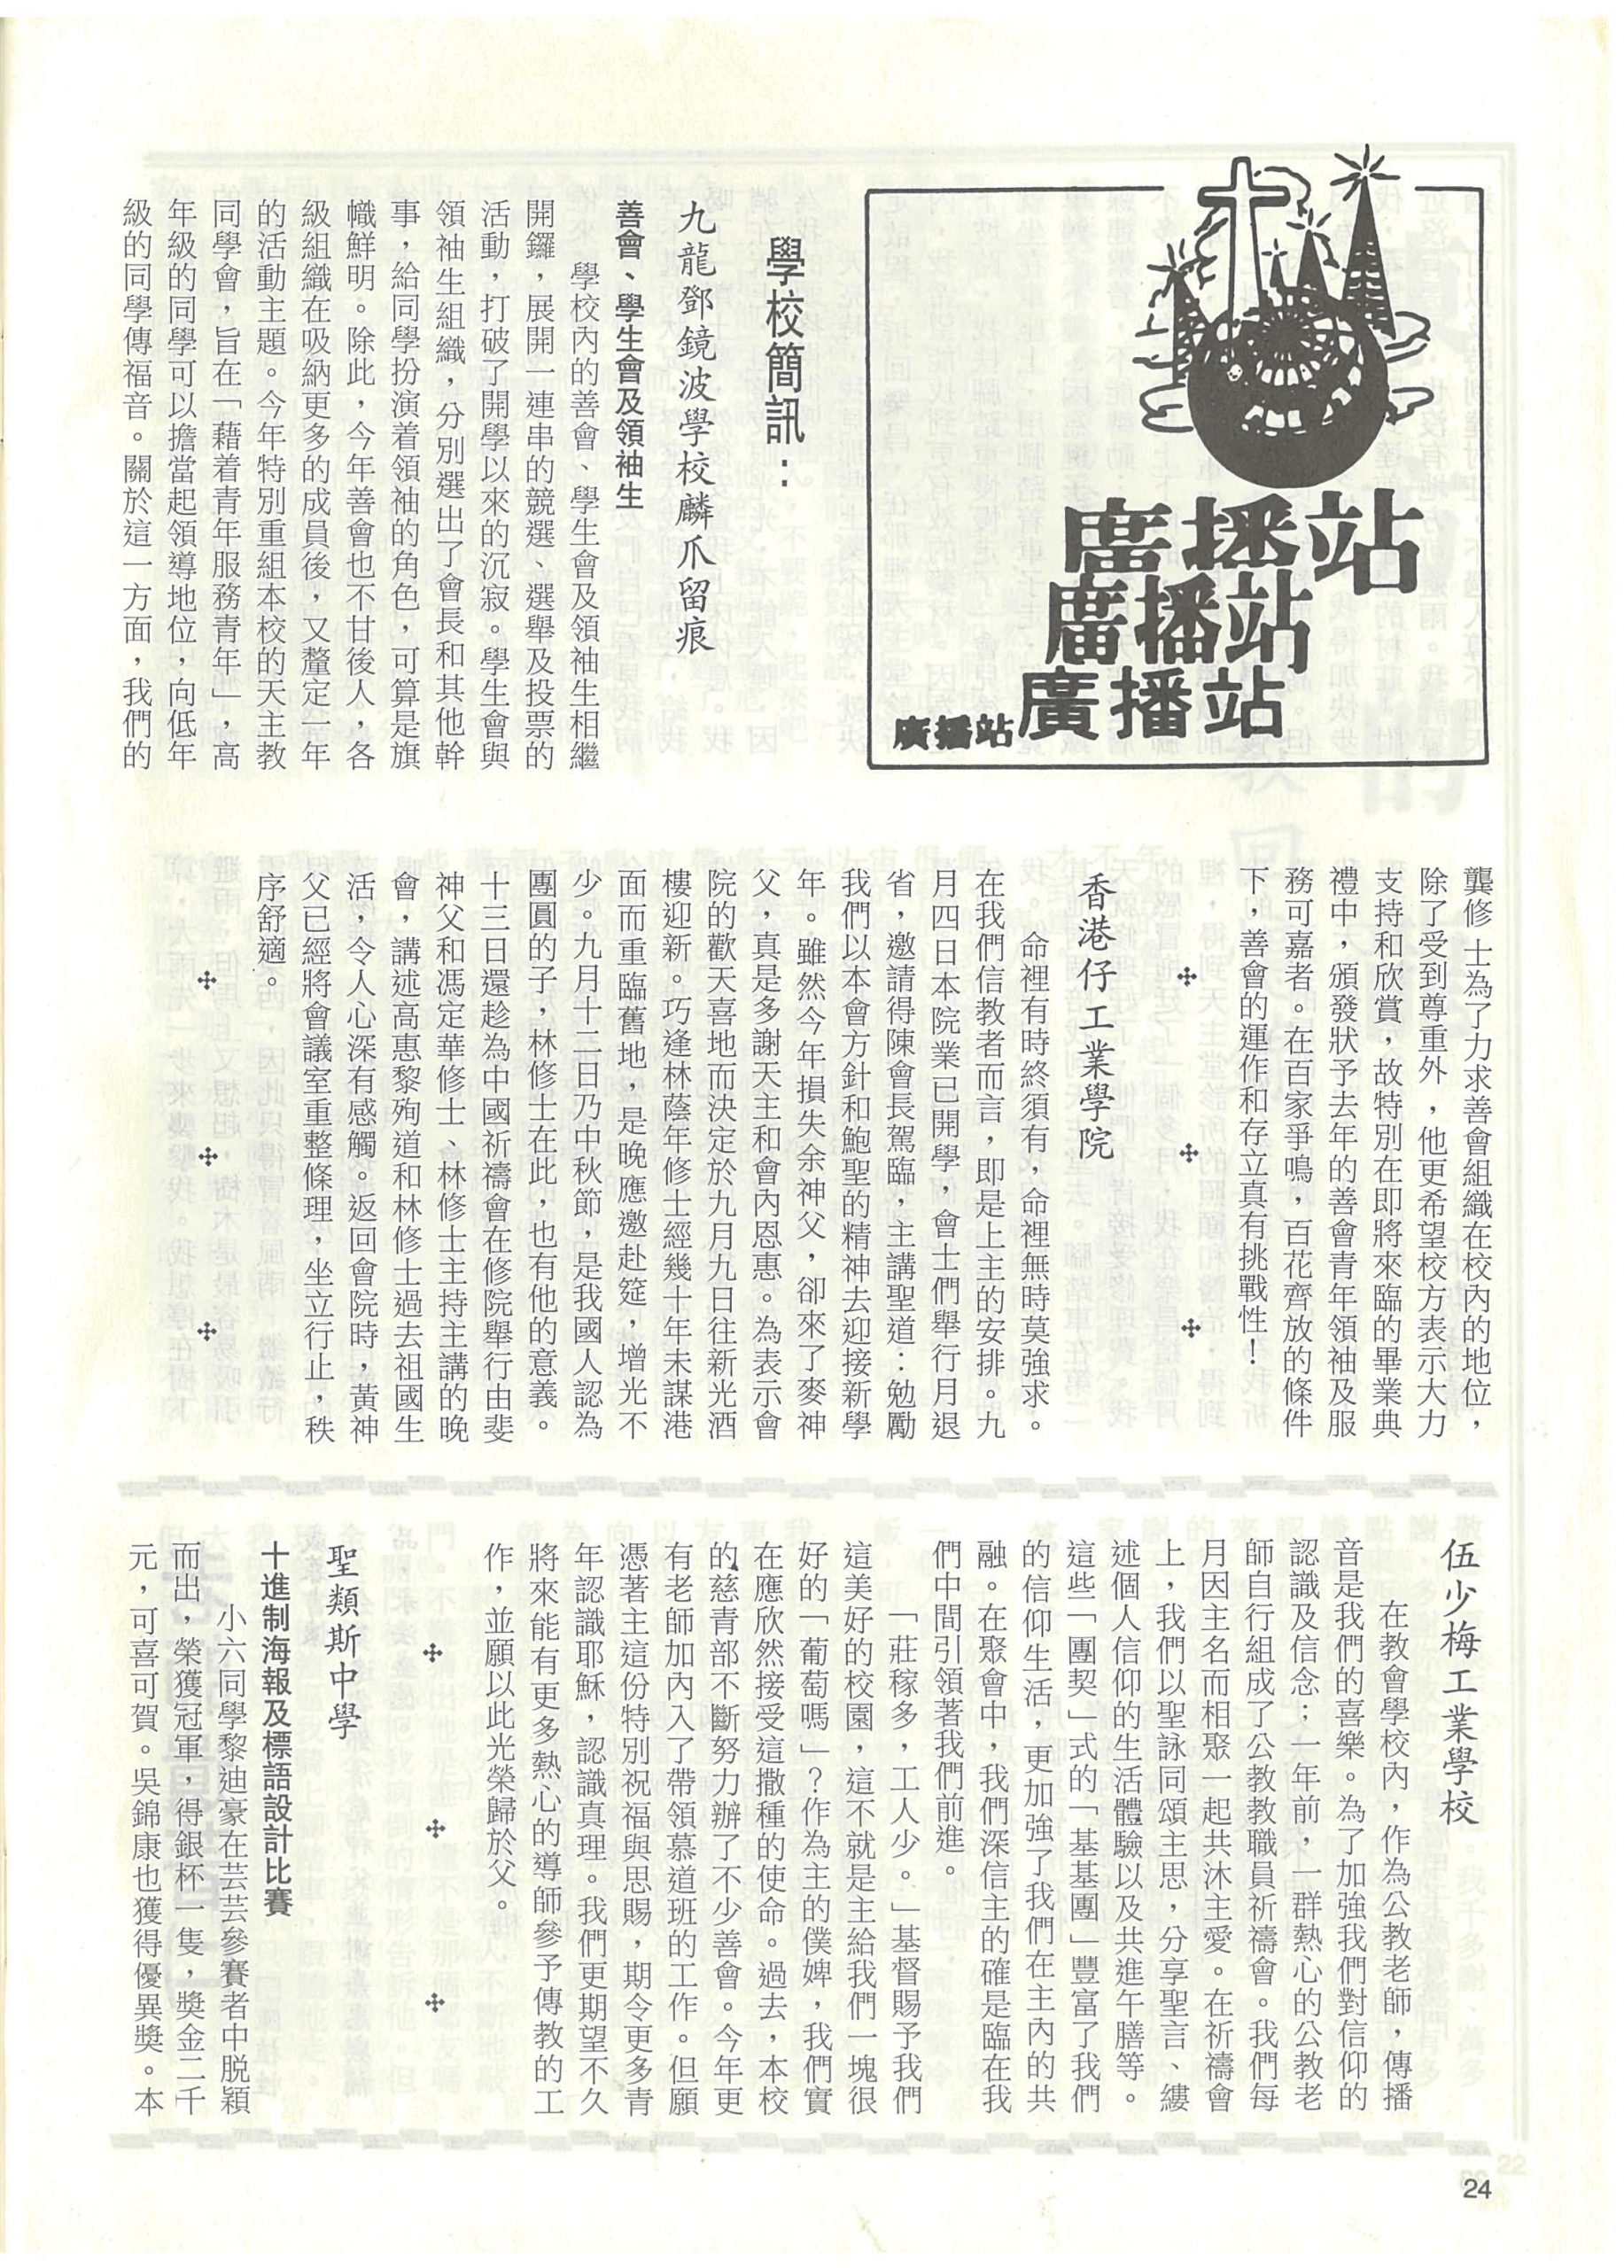 廣播站
廣播站
廣播站
廣播站
學校簡訊：
九龍鄧鏡波學校麟爪留痕
善會、學生會及領袖生
學校內的善會、學生會及領袖生相繼
開鑼，展開一連串的競選、選舉及投票的
活動，打破了開學以來的沉寂。學生會與
領袖生組織，分別選出了會長和其他幹
事，給同學扮演着領袖的角色，可算是旗
幟鮮明。除此，今年善會也不甘後人，各
級組織在吸納更多的成員後，又釐定一年
的活動主題。今年特別重組本校的天主教
同學會，旨在「藉着青年服務青年」，高
年級的同學可以擔當起領導地位，向低年
級的同學傳福音。關於這一方面，我們的
龔修士為了力求善會組織在校內的地位，
除了受到尊重外，他更希望校方表示大力
支持和欣賞，故特別在即將來臨的畢業典
禮中，頒發狀予去年的善會青年領袖及服
務可嘉者。在百家爭鳴，百花齊放的條件
下，善會的運作和存立真有挑戰性！
香港仔工業學院
命裡有時終須有，命裡無時莫強求。
在我們信教者而言，即是上主的安排。九
月四日本院業已開學，會士們舉行月退
省，邀請得陳會長駕臨，主講聖道：勉勵
我們以本會方針和鮑聖的精神去迎接新學
年。雖然今年損失余神父，卻來了麥神
父，真是多謝天主和會內恩惠。為表示會
院的歡天喜地而決定於九月九日往新光酒
樓迎新。巧逢林蔭年修士經幾十年未謀港
面而重臨舊地，是晚應邀赴筵，增光不
少。九月十二日乃中秋節，是我國人認為
團圓的子，林修士在此，也有他的意義。
十三日還趁為中國祈禱會在修院舉行由斐
神父和馮定華修士、林修士主持主講的晚
會，講述高惠黎殉道和林修士過去祖國生
活，令人心深有感觸。返回會院時，黃神
父已經將會議室重整條理，坐立行止，秩
序舒適。
伍少梅工業學校
在教會學校內，作為公教老師，傳播
音是我們的喜樂。為了加強我們對信仰的
認識及信念；一年前，一群熱心的公教老
師自行組成了公教教職員祈禱會。我們每
月因主名而相聚一起共沐主愛。在祈禱會
上，我們以聖詠同頌主思，分享聖言、縷
述個人信仰的生活體驗以及共進午膳等。
這些「團契」式的「基基團」豐富了我們
的信仰生活，更加強了我們在主內的共
融。在聚會中，我們深信主的確是臨在我
們中間引領著我們前進。
「莊稼多，工人少。」基督賜予我們
這美好的校園，這不就是主給我們一塊很
好的「葡萄嗎」？作為主的僕婢，我們實
在應欣然接受這撒種的使命。過去，本校
的慈青部不斷努力辦了不少善會。今年更
有老師加內入了帶領慕道班的工作。但願
憑著主這份特別祝福與思賜，期令更多青
年認識耶穌，認識真理。我們更期望不久
將來能有更多熱心的導師參予傳教的工
作，並願以此光榮歸於父。
聖類斯中學
十進制海報及標語設計比賽
小六同學黎迪豪在芸芸參賽者中脱穎
而出，榮獲冠軍，得銀杯一隻，獎金二千
元，可喜可賀。吳錦康也獲得優異獎。本
24